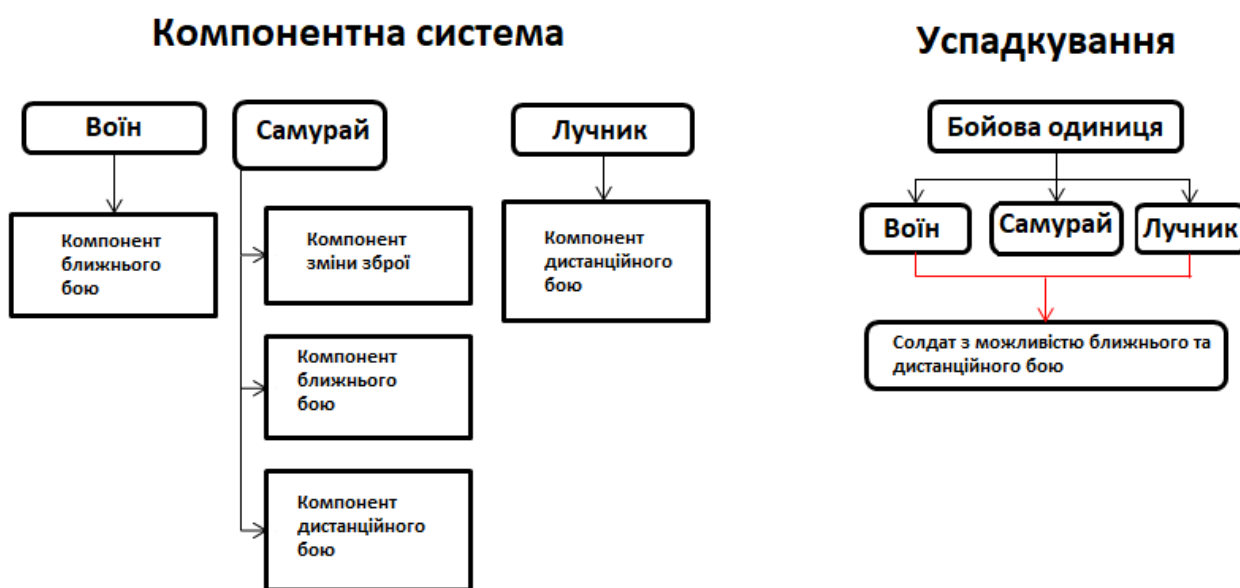 Компонентна система
Воїн
Компонент
ближнього
бою
Самурай
Компонент
зміни зброї
Компонент
ближнього
бою
Компонент
дистанційного
бою
Лучник
Компонент
дистанційного
бою
Успадкування
Бойова одиниця
Воїн
Самурай
Лучник
Солдат з можливістю ближнього та
дистанційного бою